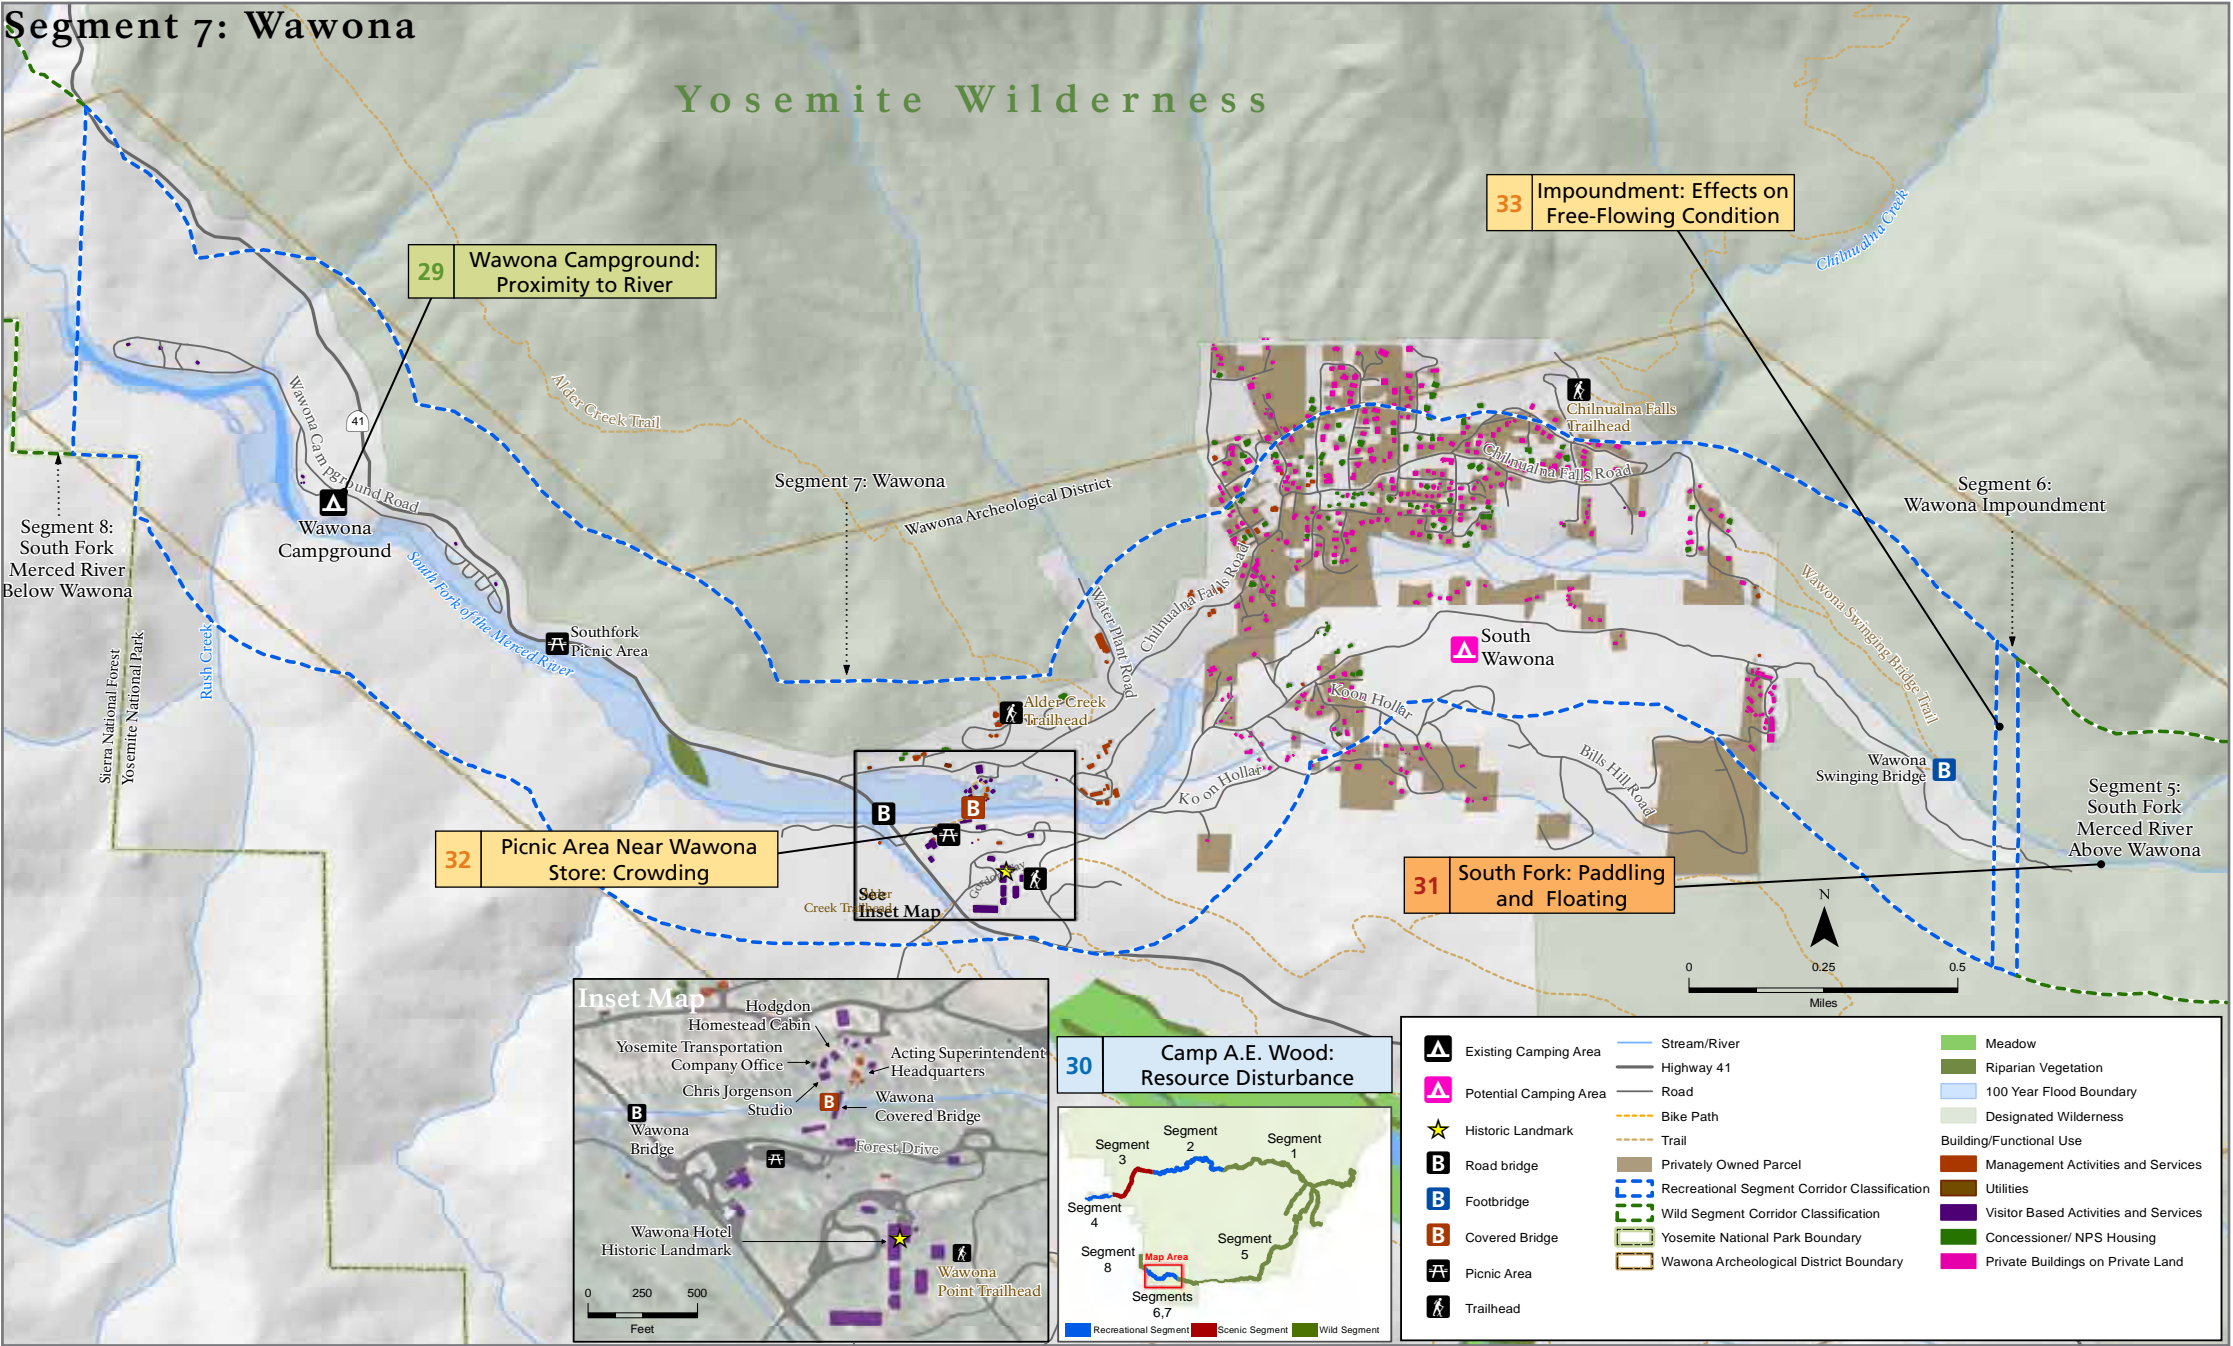 Segment 7: Wawona
Yosemite Wilderness
33
Impoundment: Effects on
Free-Flowing Condition
Chilnualna Creek
29
Wawona Campground:
Proximity to River
Alder Creek Trail
41
Wawona Campground Road
Wawona
Campground
Segment 7: Wawona
Wawona Archeological District
Chilnualna Falls
Trailhead
Chilnualna Falls Road
Segment 6:
Wawona Impoundment
Segment 8:
South Fork
Merced River
Below Wawona
South Fork of the Merced River
Southfork
Picnic Area
Rush Creek
Sierra National Forest
Yosemite National Park
Water Plant Road
Chilnualna Falls Road
South
Wawona
Wawona Swinging Bridge Trail
Alder Creek
Trailhead
Koon Hollar
Koon Hollar
Bills Hill Road
Wawona
Swinging Bridge
B
Segment 5:
South Fork
Merced River
Above Wawona
B
B
32
Picnic Area Near Wawona
Store: Crowding
31
South Fork: Paddling
and Floating
See
Inset Map
Alder
Creek Trailhead
N
0 0.25 0.5
Miles
Inset Map
Hodgdon
Homestead Cabin
Yosemite Transportation
Company Office
Acting Superintendent
Headquarters
Chris Jorgenson
Studio
B
Wawona
Covered Bridge
B
Wawona
Bridge
Forest Drive
Wawona Hotel
Historic Landmark
Wawona
Point Trailhead
0 250 500
Feet
30
Camp A.E. Wood:
Resource Disturbance
Segment
1
Segment
2
Segment
3
Segment
4
Segment
5
Segment
8
Map Area
Segments
6,7
Recreational Segment
Scenic Segment
Wild Segment
Existing Camping Area
Potential Camping Area
Historic Landmark
B Road bridge
B Footbridge
B Covered Bridge
Picnic Area
Trailhead
Stream/River
Highway 41
Road
Bike Path
Trail
Privately Owned Parcel
Recreational Segment Corridor Classification
Wild Segment Corridor Classification
Yosemite National Park Boundary
Wawona Archeological District Boundary
Meadow
Riparian Vegetation
100 Year Flood Boundary
Designated Wilderness
Building/Functional Use
Management Activities and Services
Utilities
Visitor Based Activities and Services
Concessioner/ NPS Housing
Private Buildings on Private Land